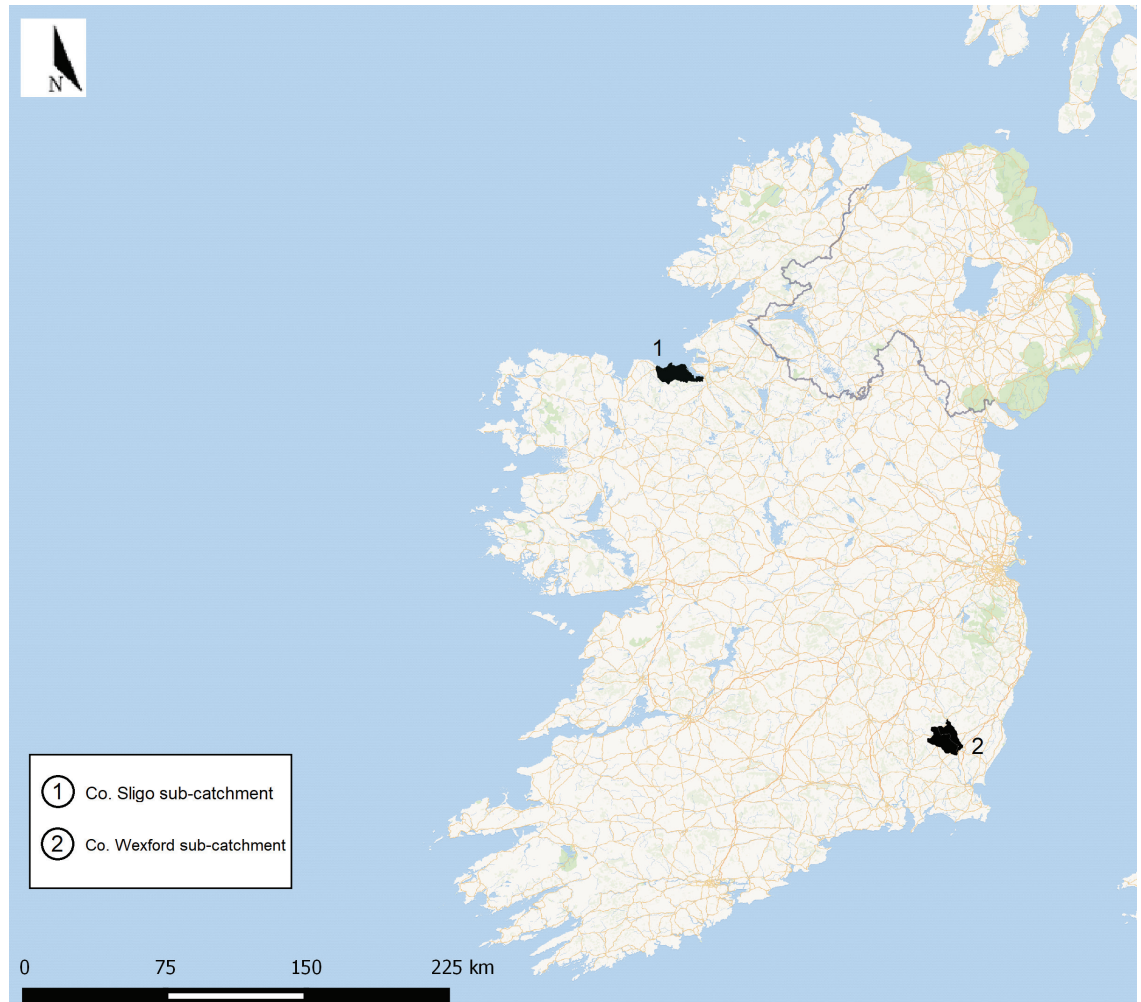 N
1
2
1 Co. Sligo sub-catchment
2 Co. Wexford sub-catchment
0 75 150 225 km